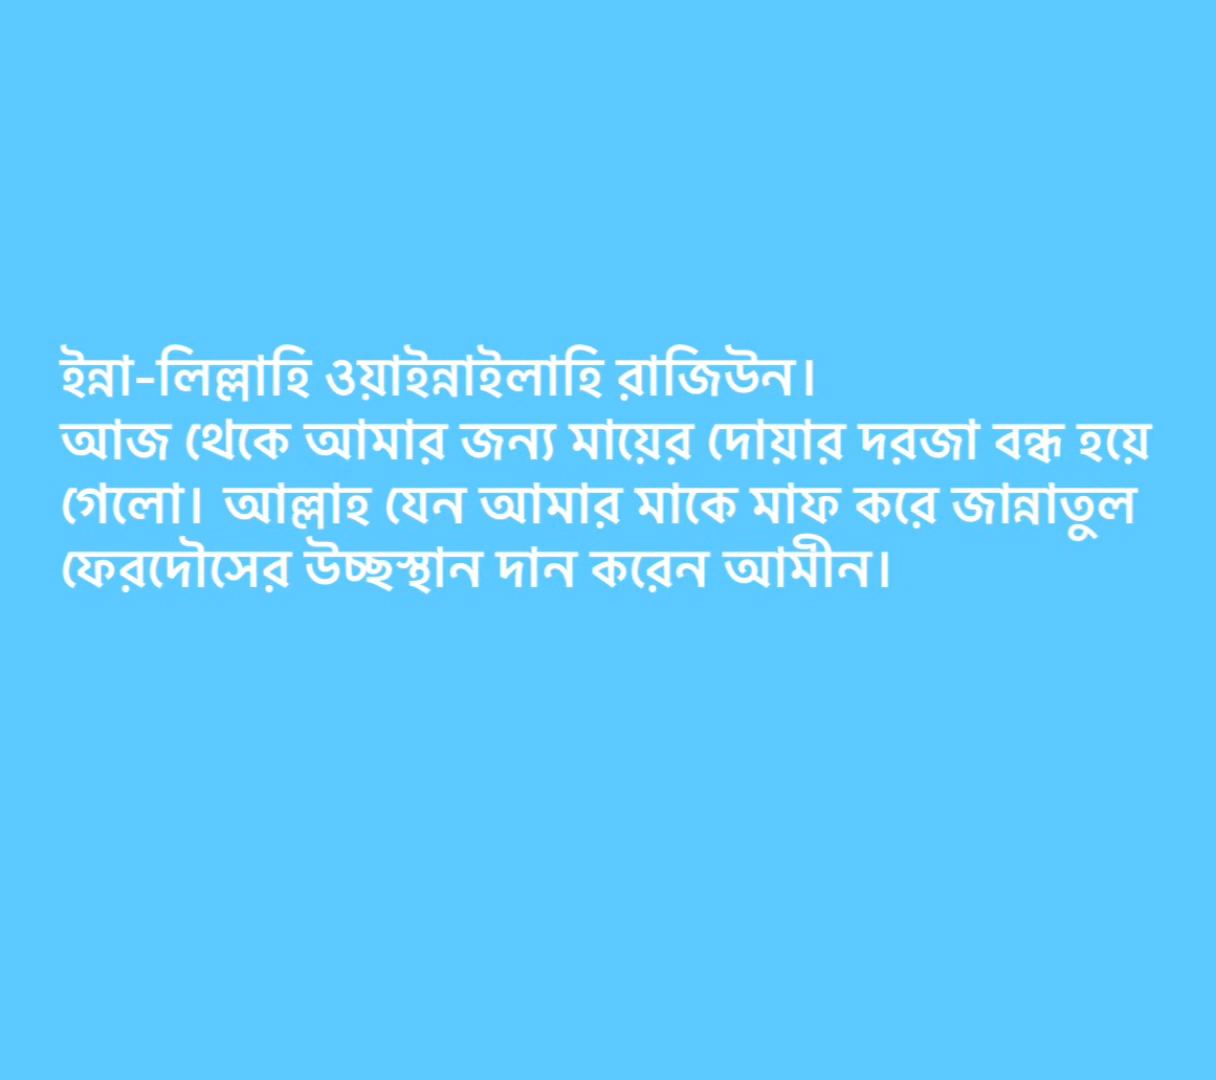 ইন্না-লিল্লাহি ওয়াইন্নাইলাহি রাজিউন।
আজ থেকে আমার জন্য মায়ের দোয়ার দরজা বন্ধ হয়ে
গেলো। আল্লাহ যেন আমার মাকে মাফ করে জান্নাতুল
ফেরদৌসের উচ্ছস্থান দান করেন আমীন।